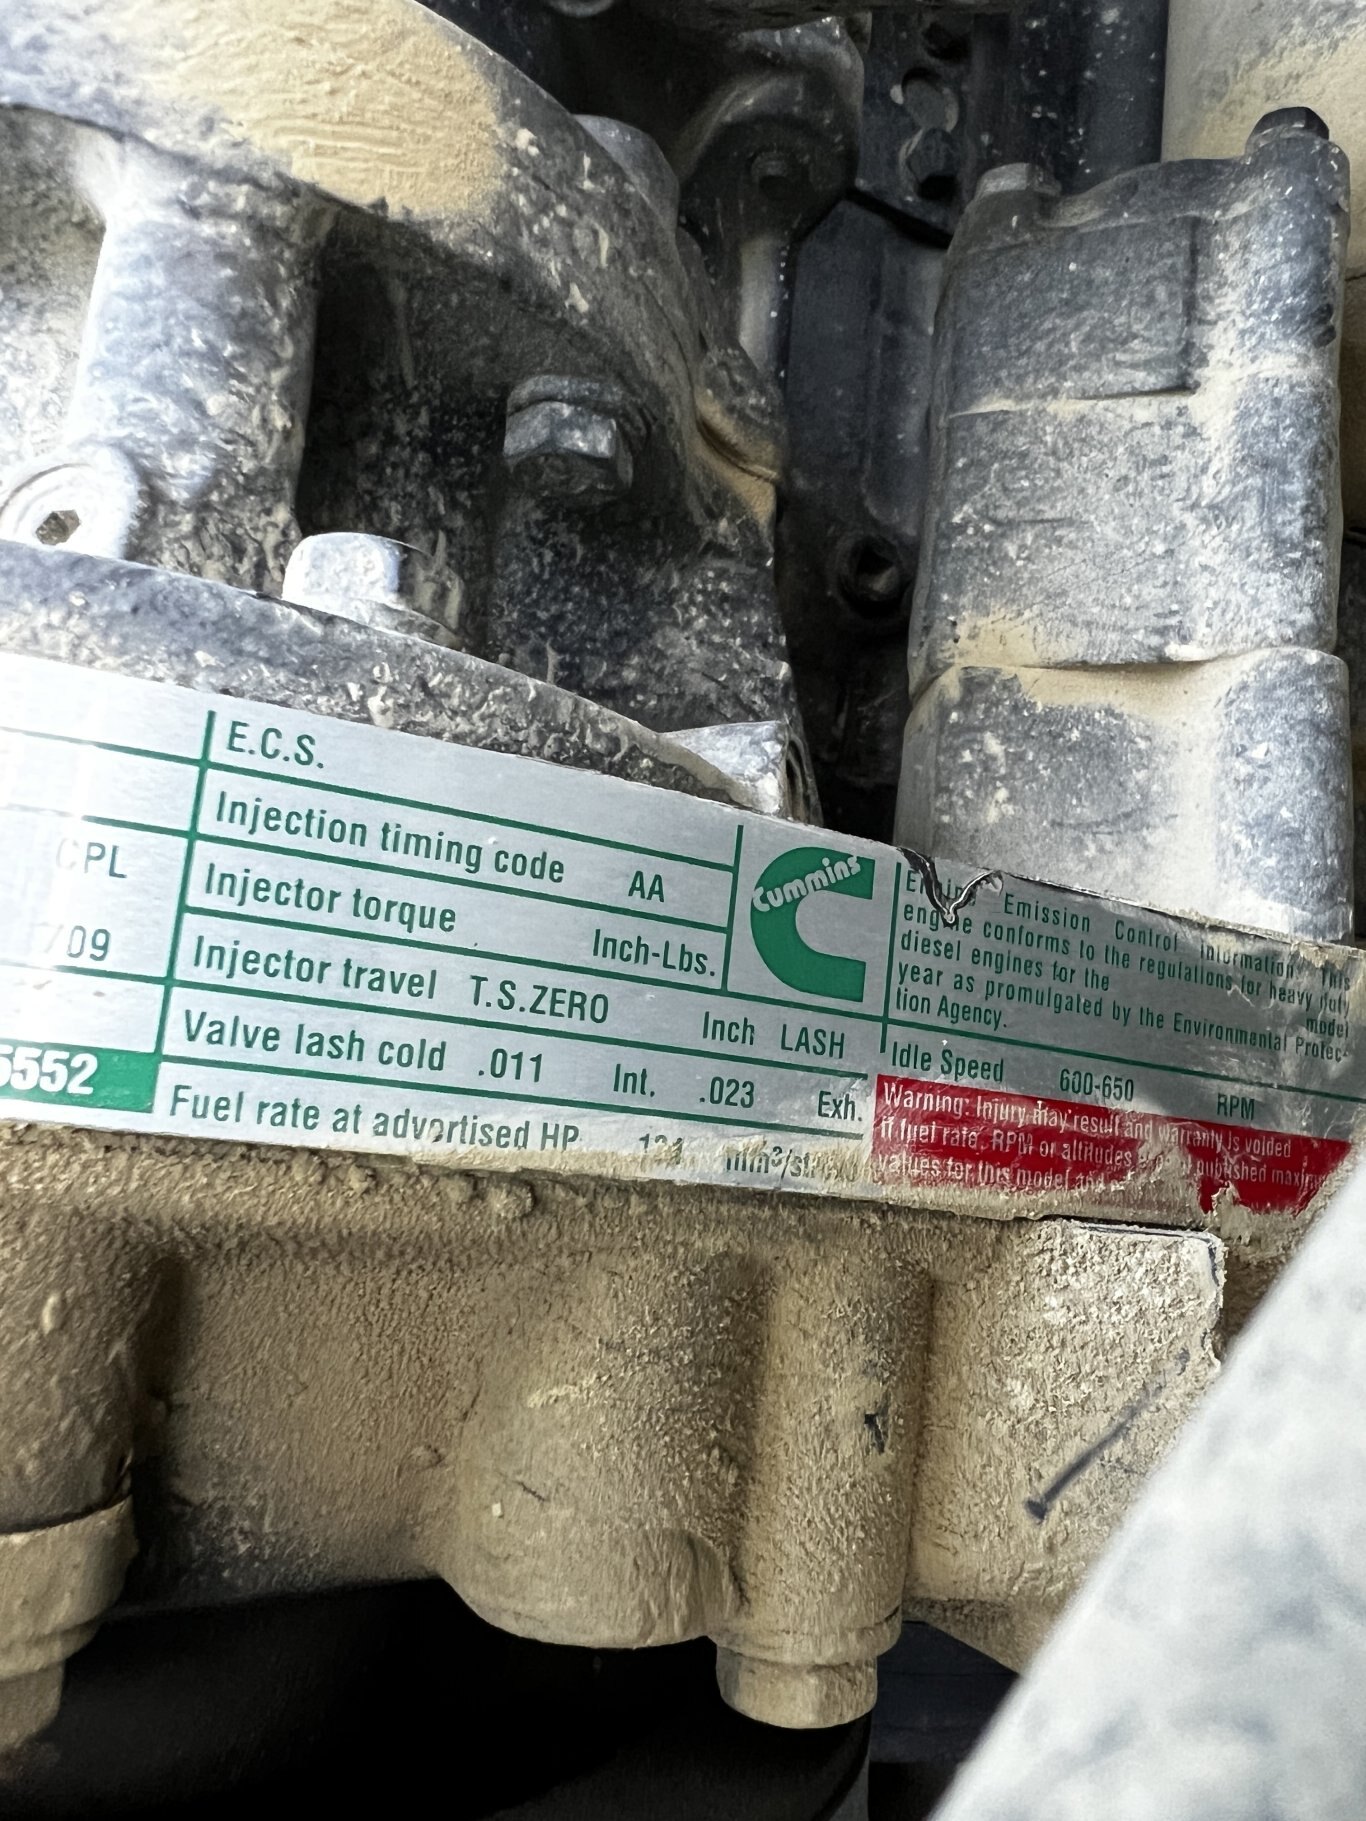 E.C.S.
Injection timing code AA
Injector torque Inch-Lbs.
Injector travel T.S.ZERO Inch LASH
Valve lash cold .011 Int. .023 Exh.
Fuel rate at advertised HP
CPL
709
5552
Cummins
Engine Emission Control Information This
engine conforms to the regulations for heavy duty
diesel engines for the model
year as promulgated by the Environmental Protec-
tion Agency.
Idle Speed 600-650 RPM
Warning: Injury may result and warranty is voided
if fuel rate, RPM or altitudes published
values for this model and